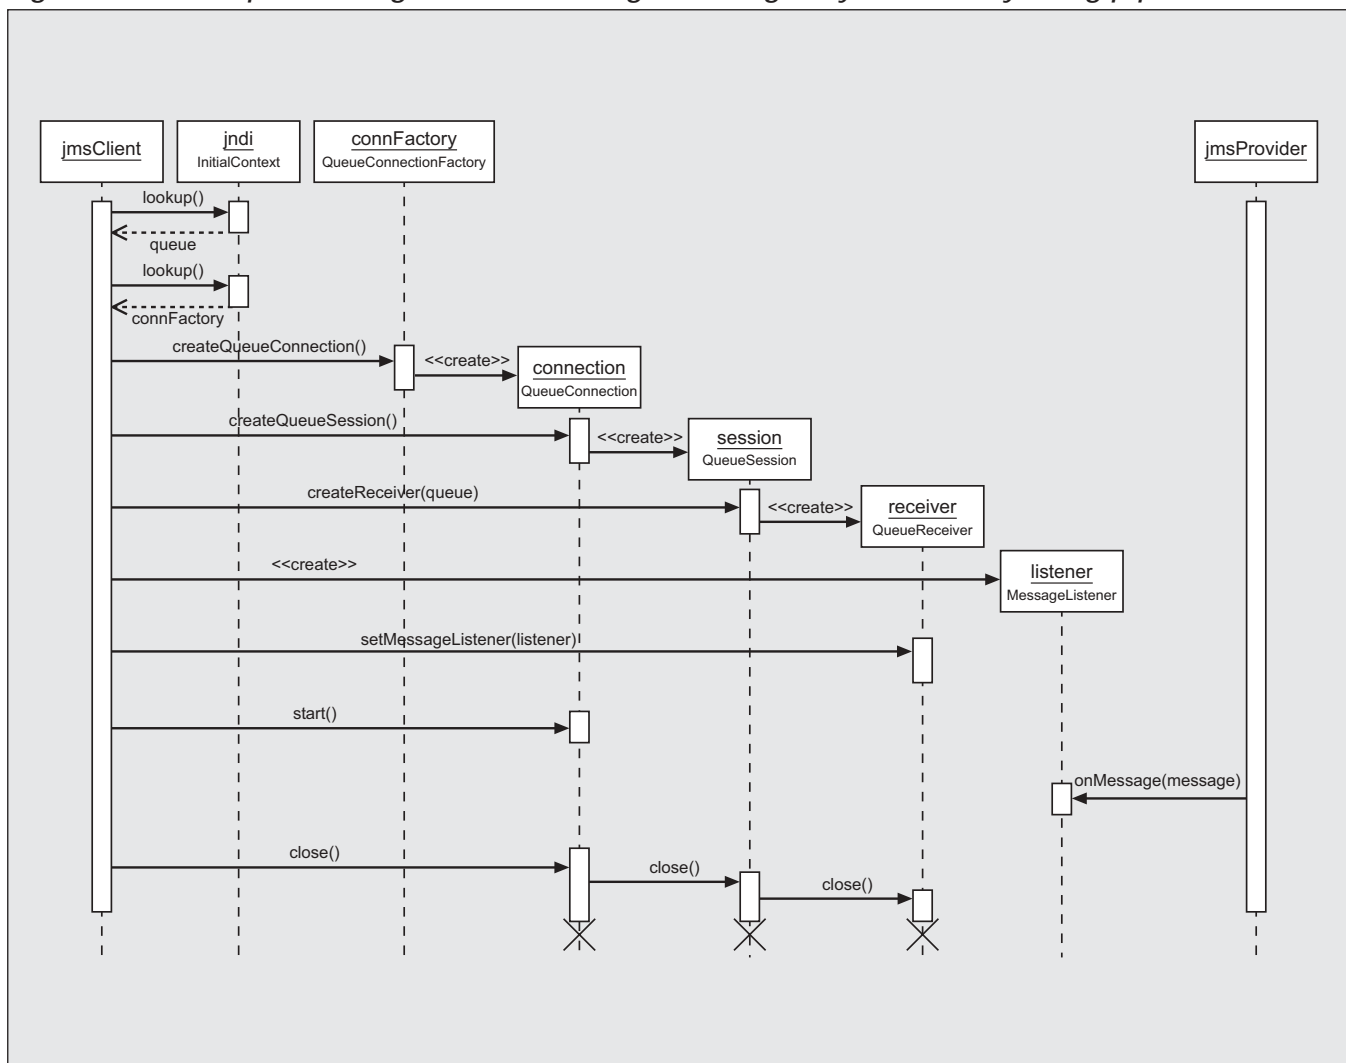 jmsClient
jndi
InitialContext
connFactory
QueueConnectionFactory
jmsProvider
lookup()
queue
lookup()
connFactory
createQueueConnection()
<<create>>
connection
QueueConnection
createQueueSession()
<<create>>
session
QueueSession
createReceiver(queue)
<<create>>
receiver
QueueReceiver
<<create>>
listener
MessageListener
setMessageListener(listener)
start()
onMessage(message)
close()
close()
close()